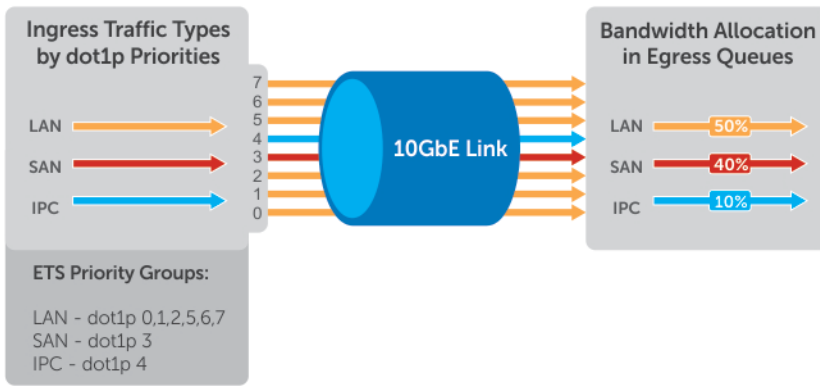 Ingress Traffic Types
by dot1p Priorities
LAN
SAN
IPC
7
6
5
4
3
2
1
0
10GbE Link
Bandwidth Allocation
in Egress Queues
LAN 50%
SAN 40%
IPC 10%
ETS Priority Groups:
LAN - dot1p 0,1,2,5,6,7
SAN - dot1p 3
IPC - dot1p 4